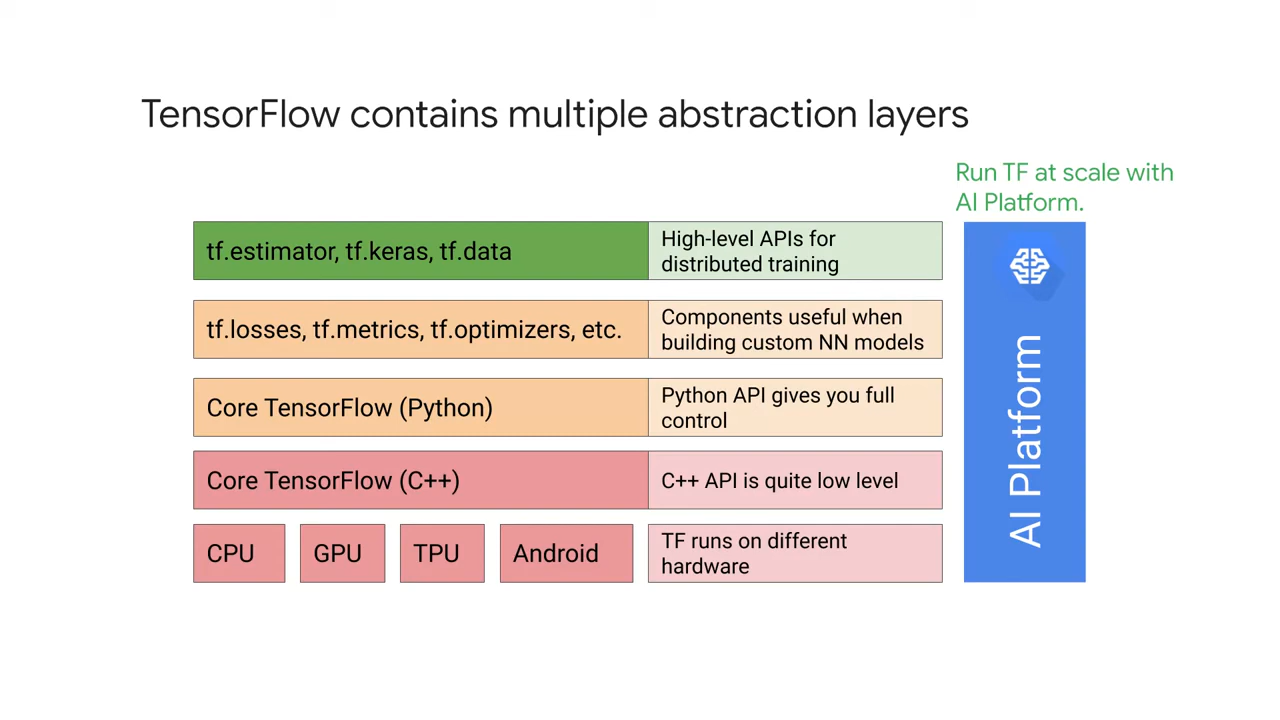 TensorFlow contains multiple abstraction layers
Run TF at scale with
AI Platform.
tf.estimator, tf.keras, tf.data
High-level APIs for
distributed training
tf.losses, tf.metrics, tf.optimizers, etc.
Components useful when
building custom NN models
Core TensorFlow (Python)
Python API gives you full
control
Core TensorFlow (C++)
C++ API is quite low level
CPU
GPU
TPU
Android
TF runs on different
hardware
AI Platform